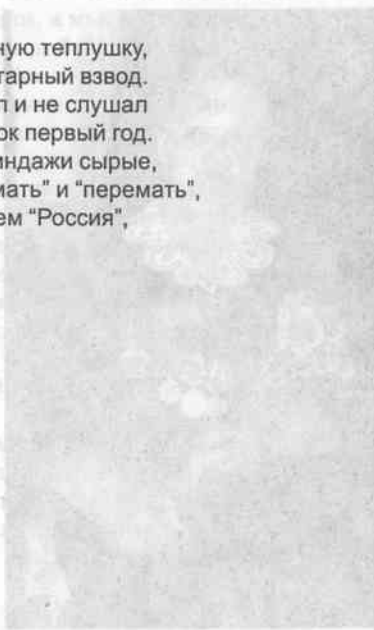 ную теплушку,
тарный взвод.
л и не слушал
ок первый год.
индажи сырые,
мать” и “перемать”,
ем “Россия”,